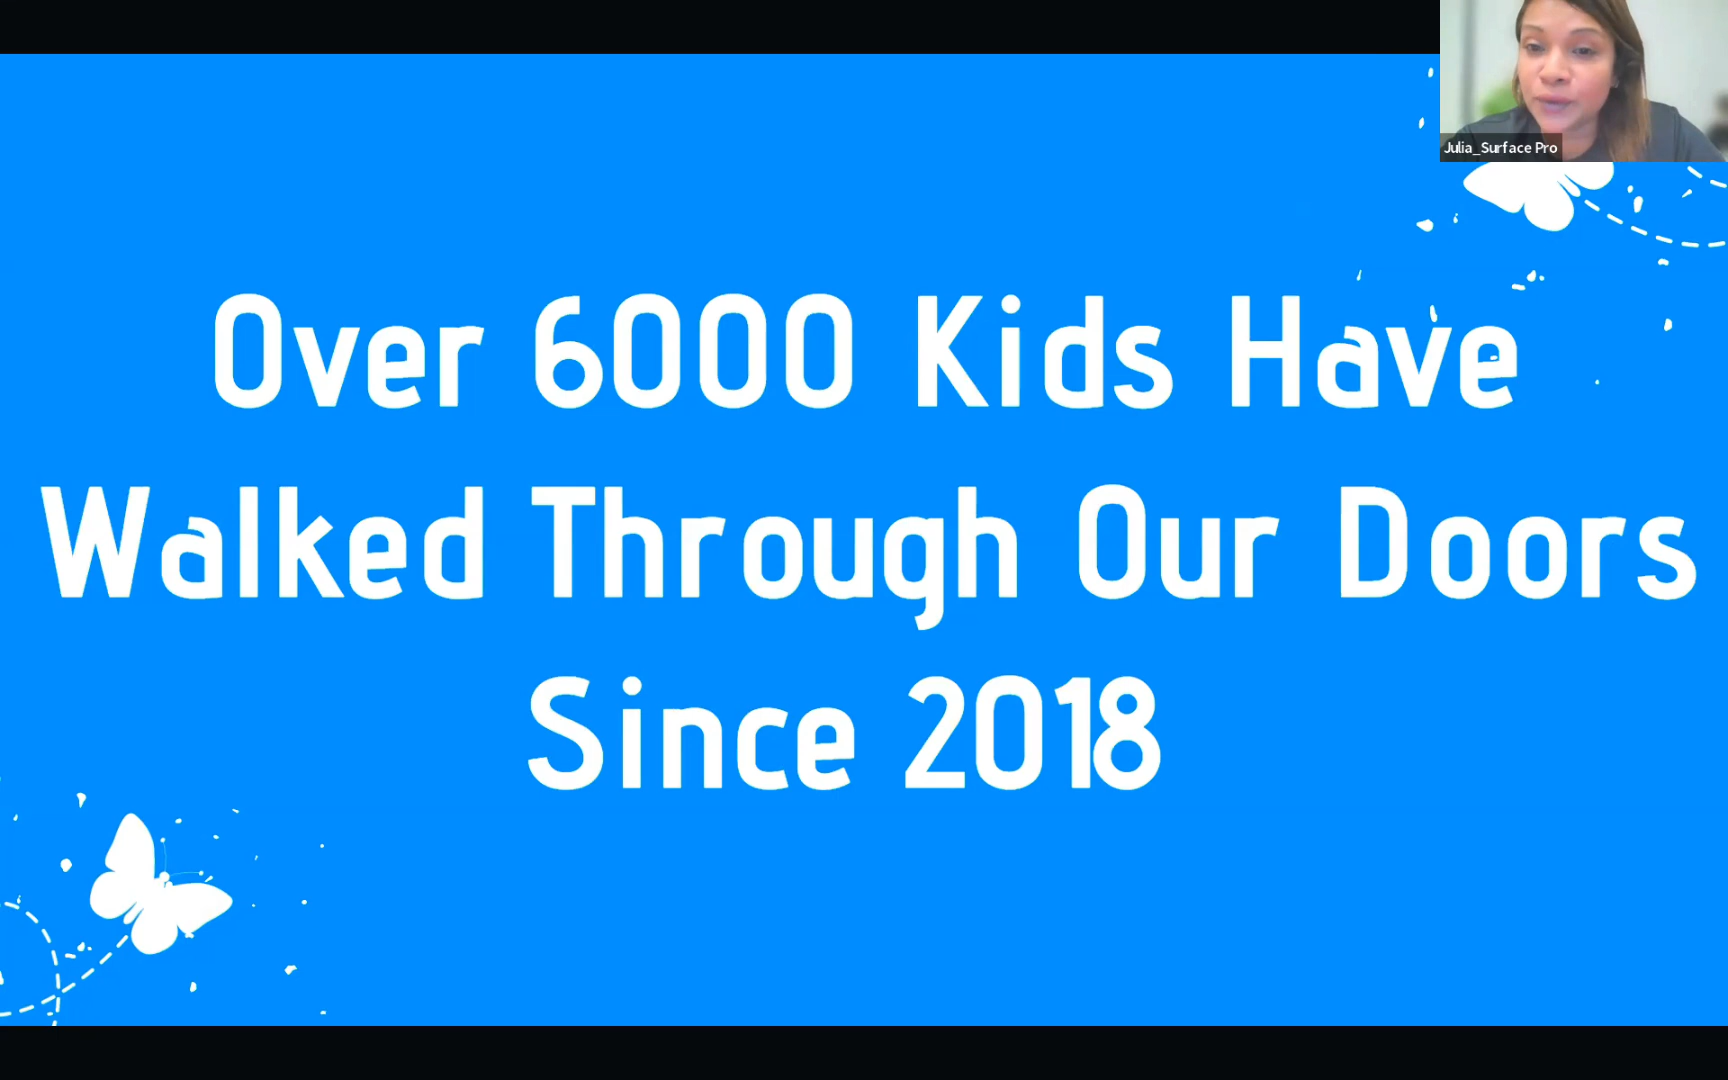 Julia_Surface Pro
Over 6000 Kids Have
Walked Through Our Doors
Since 2018